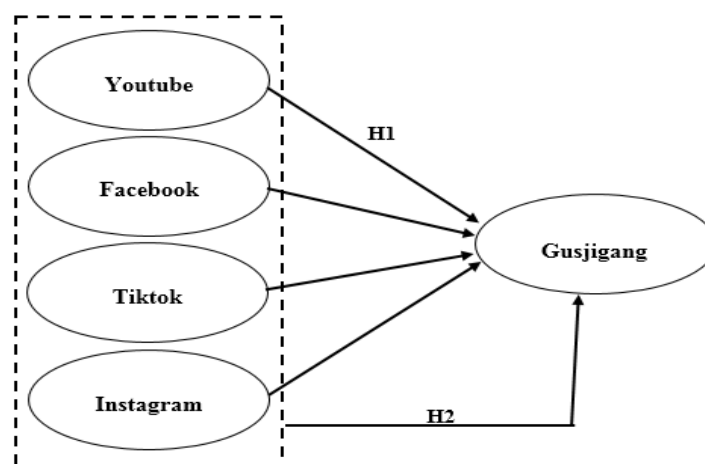 Youtube
H1
Facebook
Gusjigang
Tiktok
Instagram
H2